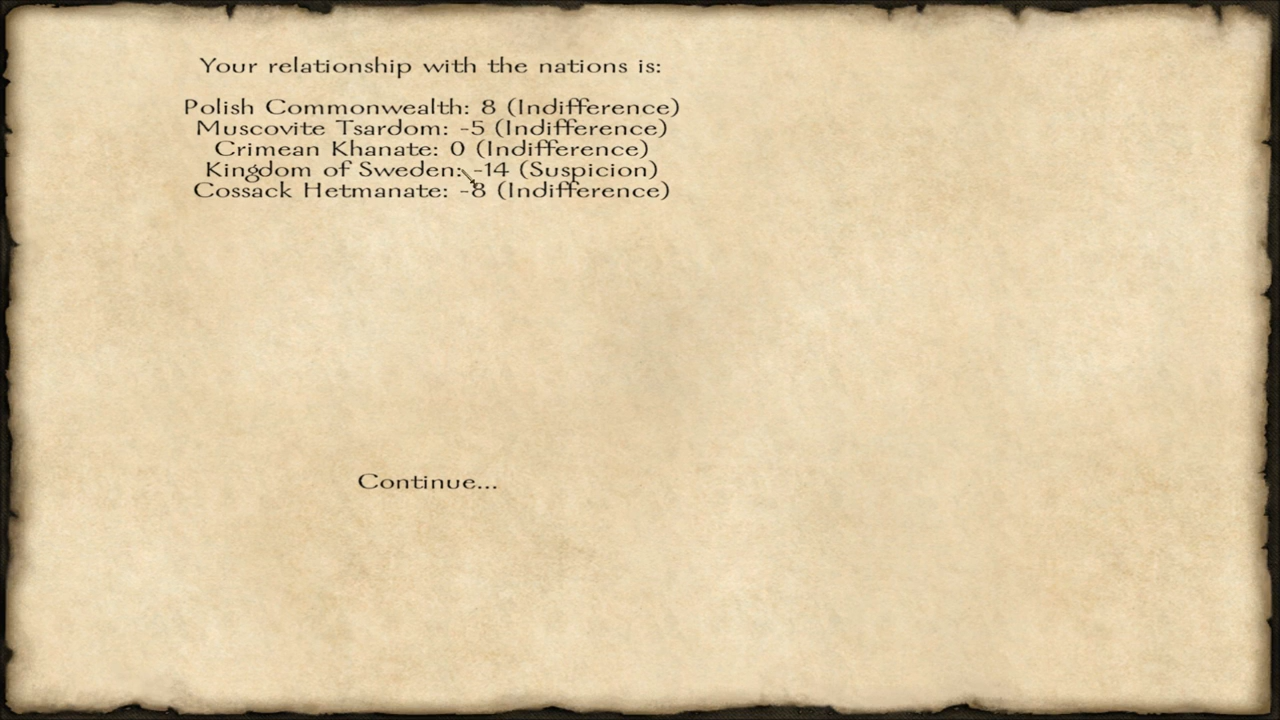 Your relationship with the nations is:
Polish Commonwealth: 8 (Indifference)
Muscovite Tsardom: -5 (Indifference)
Crimean Khanate: 0 (Indifference)
Kingdom of Sweden: -14 (Suspicion)
Cossack Hetmanate: -8 (Indifference)
Continue...